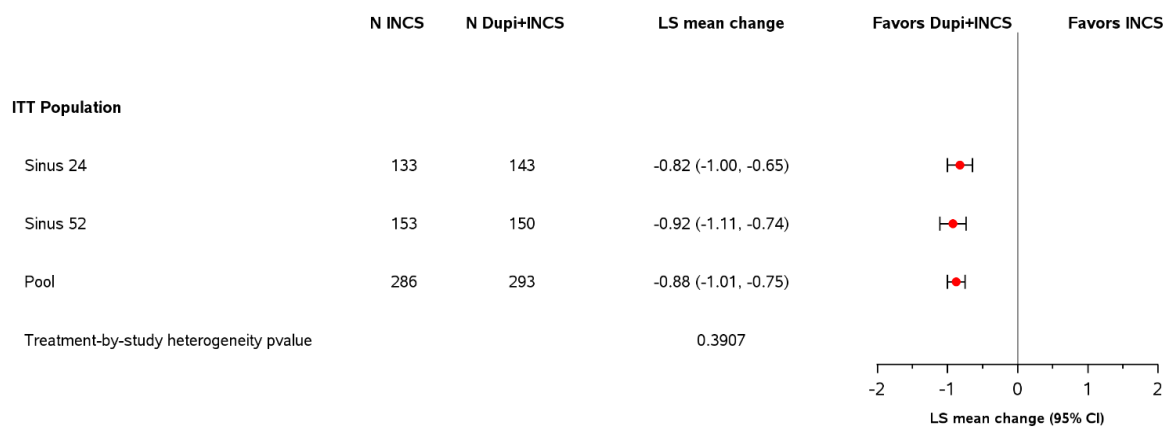 N INCS N Dupi+INCS LS mean change Favors Dupi+INCS Favors INCS
ITT Population
Sinus 24 133 143 -0.82 (-1.00, -0.65)
Sinus 52 153 150 -0.92 (-1.11, -0.74)
Pool 286 293 -0.88 (-1.01, -0.75)
Treatment-by-study heterogeneity pvalue 0.3907
-2 -1 0 1 2
LS mean change (95% CI)